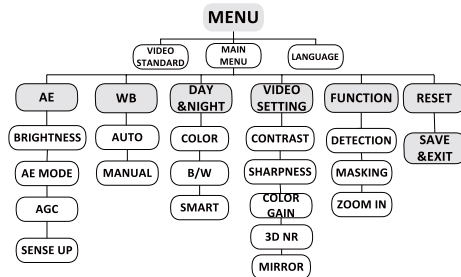 MENU
VIDEO
STANDARD
MAIN
MENU
LANGUAGE
AE
WB
DAY
&NIGHT
VIDEO
SETTING
FUNCTION
RESET
BRIGHTNESS
AUTO
COLOR
CONTRAST
DETECTION
SAVE
&EXIT
AE MODE
MANUAL
B/W
SHARPNESS
MASKING
AGC
SMART
COLOR
GAIN
ZOOM IN
SENSE UP
3D NR
MIRROR